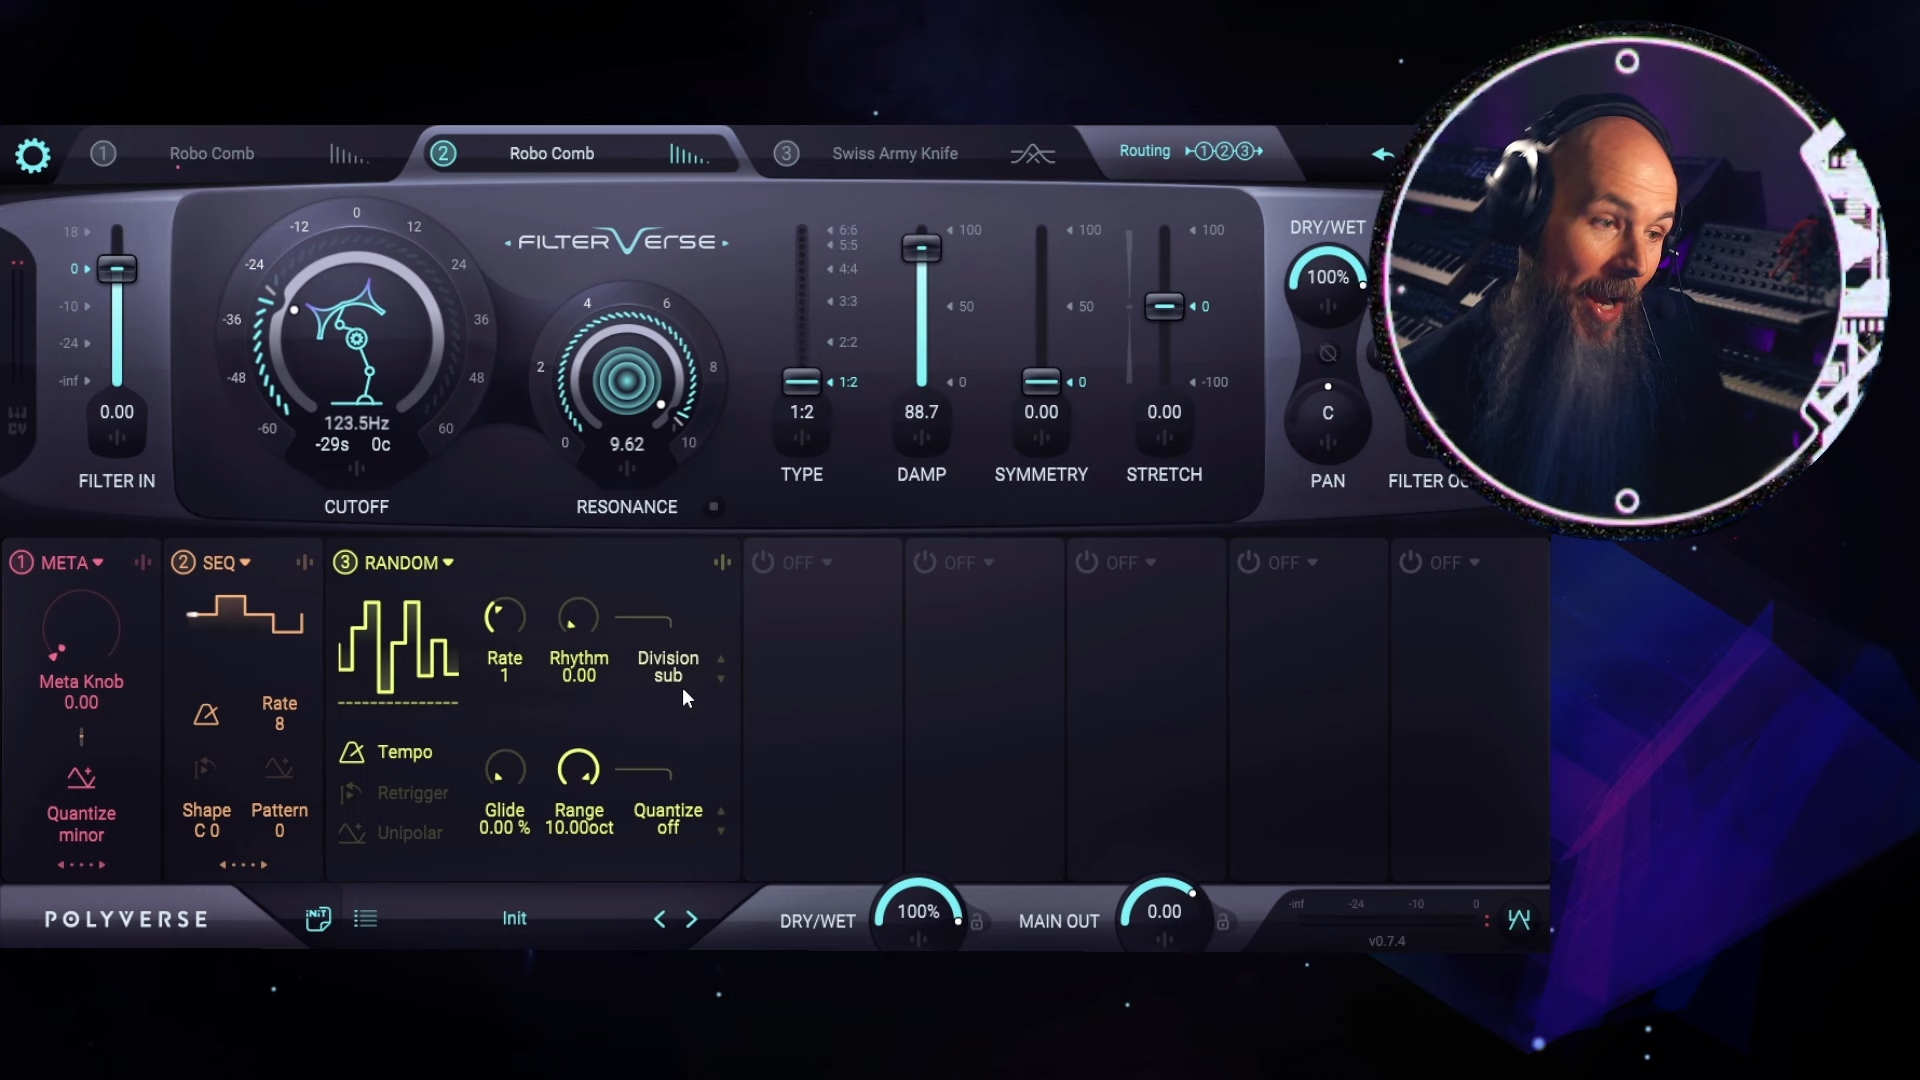 1 Robo Comb
2 Robo Comb
3 Swiss Army Knife
Routing 1 2 3
FILTERVERSE
18
0
-10
-24
-inf
0.00
FILTER IN
0
-12 12
-24 24
-36 36
-48 48
-60 60
123.5Hz
-29s 0c
CUTOFF
4 6
2 8
0 10
9.62
RESONANCE
6:6
5:5
4:4
3:3
2:2
1:2
1:2
TYPE
100
50
0
88.7
DAMP
100
50
0
0.00
SYMMETRY
100
0
-100
0.00
STRETCH
DRY/WET
100%
C
PAN
FILTER OU
1 META
Meta Knob
0.00
Quantize
minor
2 SEQ
Rate
8
Shape Pattern
C 0 0
3 RANDOM
Rate Rhythm Division
1 0.00 sub
Tempo
Retrigger
Unipolar
Glide Range Quantize
0.00 % 10.00oct off
OFF
OFF
OFF
OFF
OFF
POLYVERSE
INIT
Init
DRY/WET 100%
MAIN OUT 0.00
-inf -24 -10 0
v0.7.4